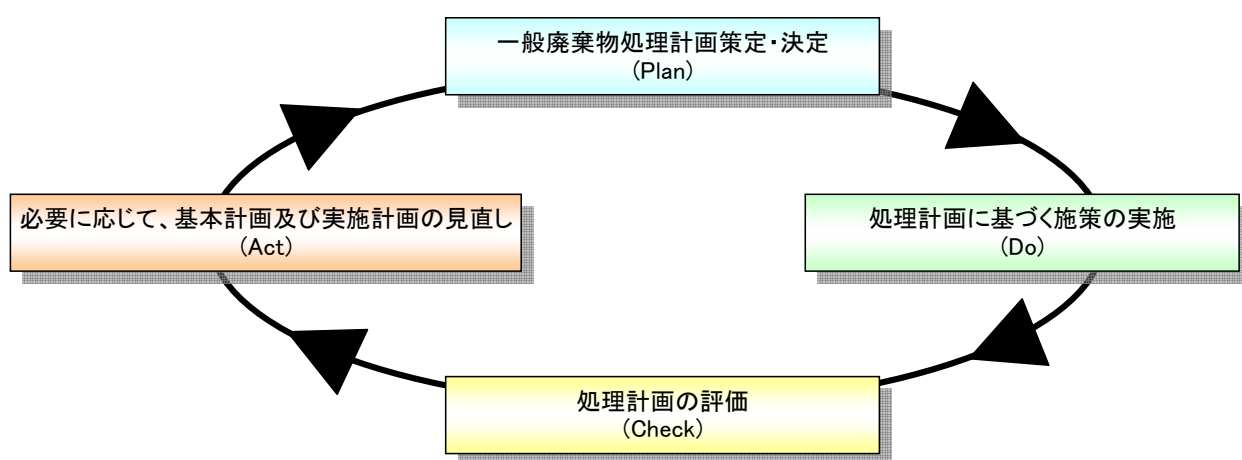 一般廃棄物処理計画策定・決定
(Plan)
必要に応じて、基本計画及び実施計画の見直し
(Act)
処理計画に基づく施策の実施
(Do)
処理計画の評価
(Check)